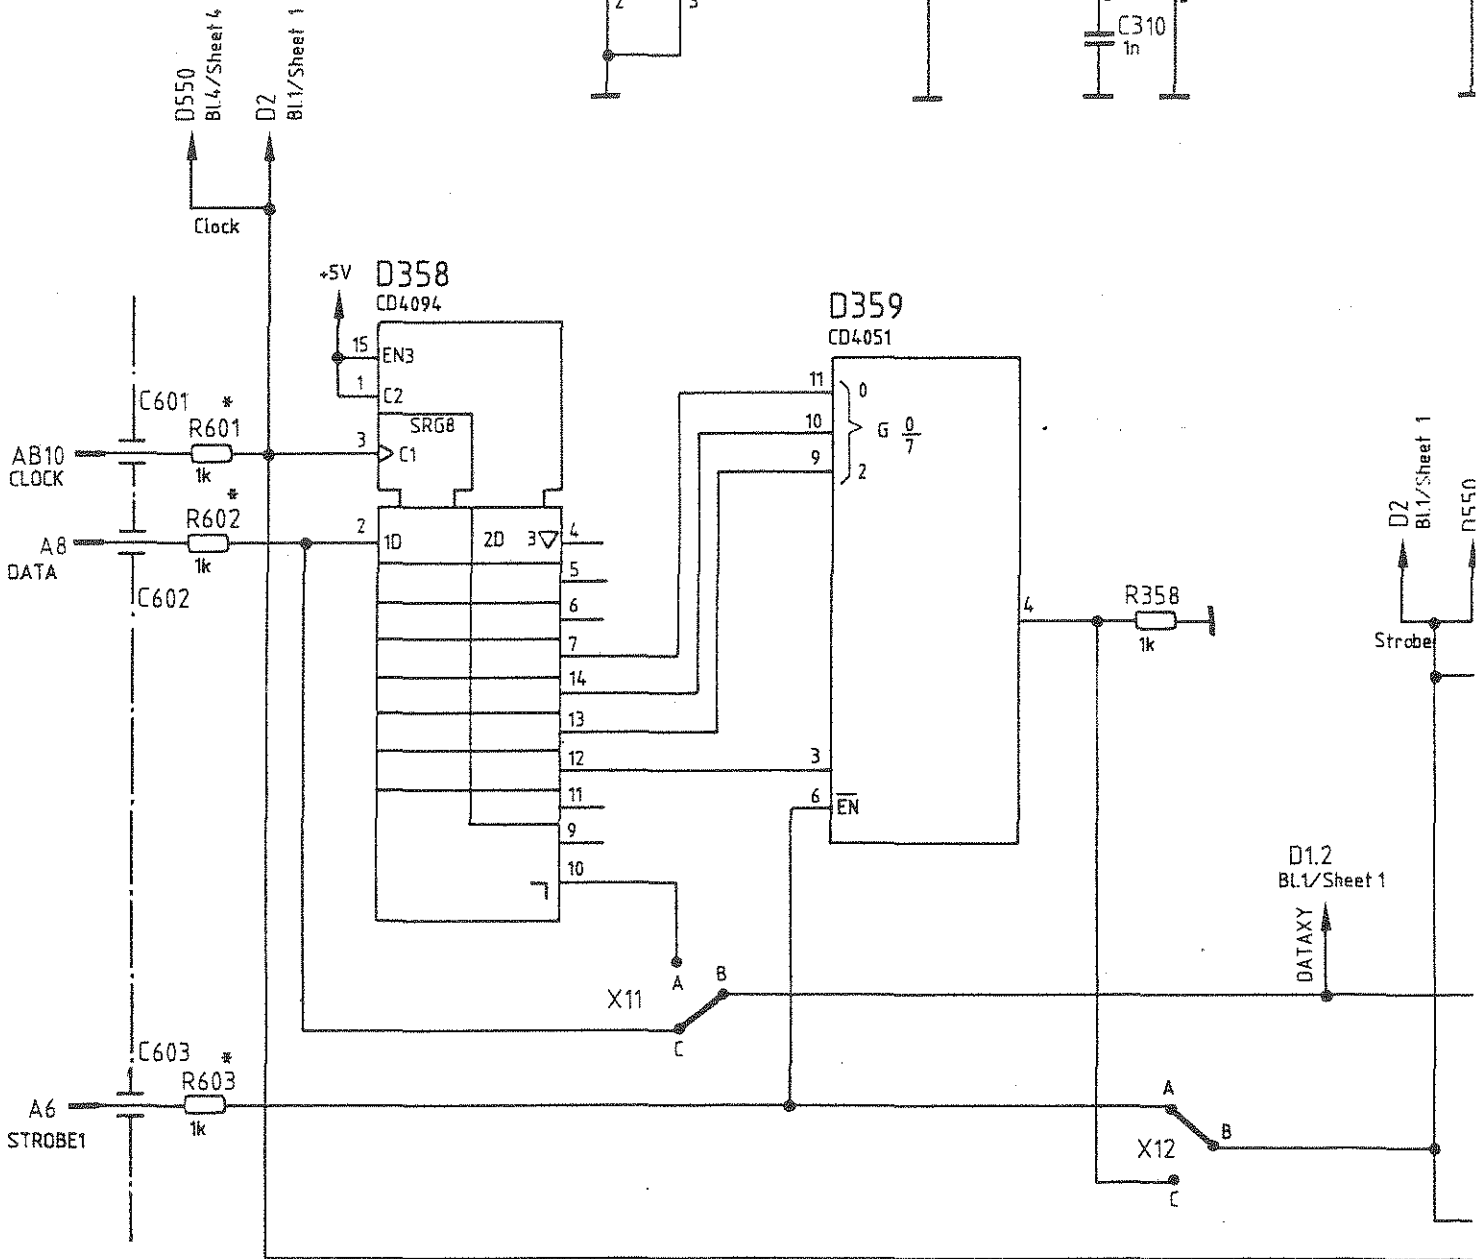 2
3
C310
1n
D550
Bl.4/Sheet 4
D2
Bl.1/Sheet 1
Clock
+5V
D358
CD4094
15
EN3
1
C2
SRG8
3
C1
C601
*
R601
1k
AB10
CLOCK
*
R602
1k
A8
DATA
C602
2
1D
2D
3
4
5
6
7
14
13
12
11
9
10
D359
CD4051
11
0
10
G 0/7
9
2
3
6
EN
4
R358
1k
D2
Bl.1/Sheet 1
D550
Strobe
D1.2
Bl.1/Sheet 1
DATAXY
A
B
X11
C
C603
*
R603
1k
A6
STROBE1
A
B
X12
C